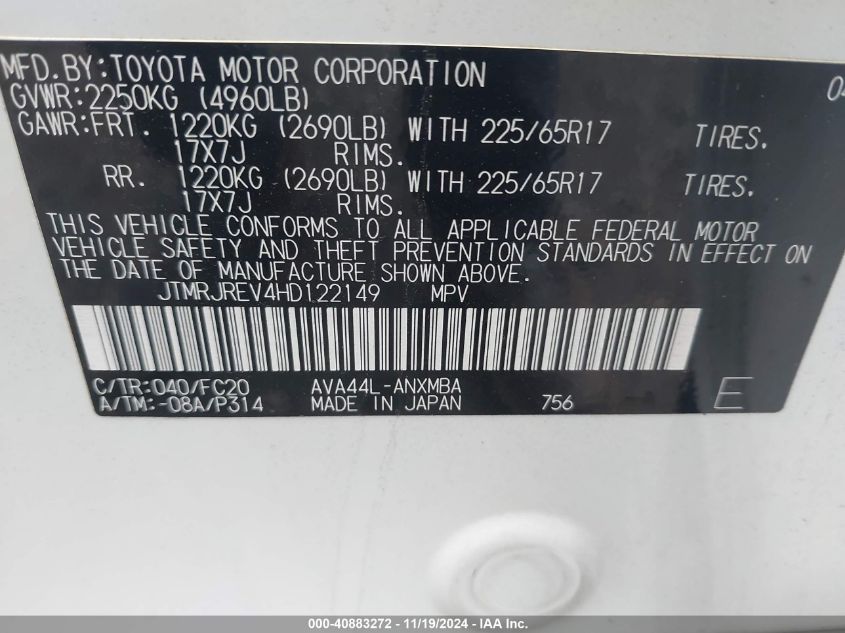 MFD.BY:TOYOTA MOTOR CORPORATION 04
GVWR:2250KG (4960LB)
GAWR:FRT. 1220KG (2690LB) WITH 225/65R17 TIRES.
17X7J RIMS.
RR. 1220KG (2690LB) WITH 225/65R17 TIRES.
17X7J RIMS.
THIS VEHICLE CONFORMS TO ALL APPLICABLE FEDERAL MOTOR
VEHICLE SAFETY AND THEFT PREVENTION STANDARDS IN EFFECT ON
THE DATE OF MANUFACTURE SHOWN ABOVE.
JTMRJREV4HD122149 MPV
C/TR:040/FC20 AVA44L-ANXMBA
A/TM:-08A/P314 MADE IN JAPAN 756 E
000-40883272 - 11/19/2024 - IAA Inc.